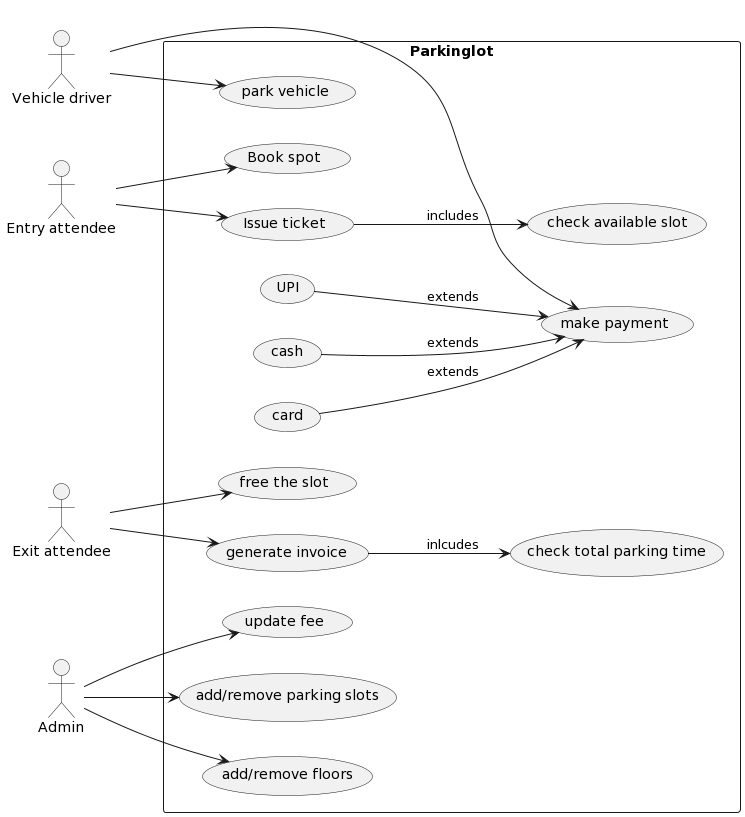 Parkinglot
Vehicle driver
park vehicle
Book spot
Entry attendee
Issue ticket
includes
check available slot
UPI
extends
make payment
cash
extends
card
extends
free the slot
Exit attendee
generate invoice
inlcudes
check total parking time
update fee
add/remove parking slots
Admin
add/remove floors